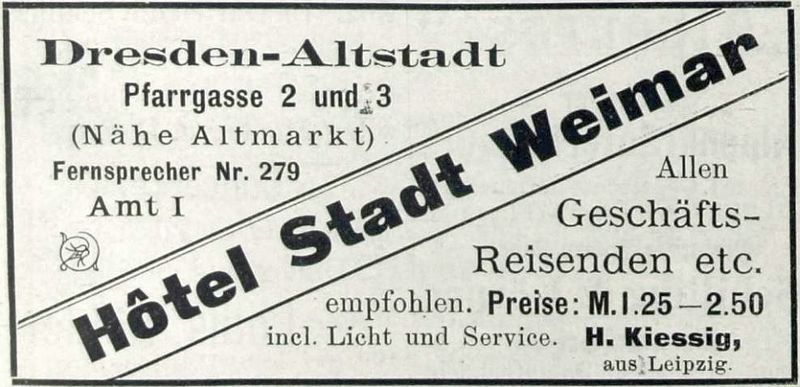 Dresden-Altstadt
Pfarrgasse 2 und 3
(Nähe Altmarkt)
Fernsprecher Nr. 279
Amt I
Hôtel Stadt Weimar
Allen
Geschäfts-
Reisenden etc.
empfohlen. Preise: M.1.25—2.50
incl. Licht und Service. H. Kiessig,
aus Leipzig.